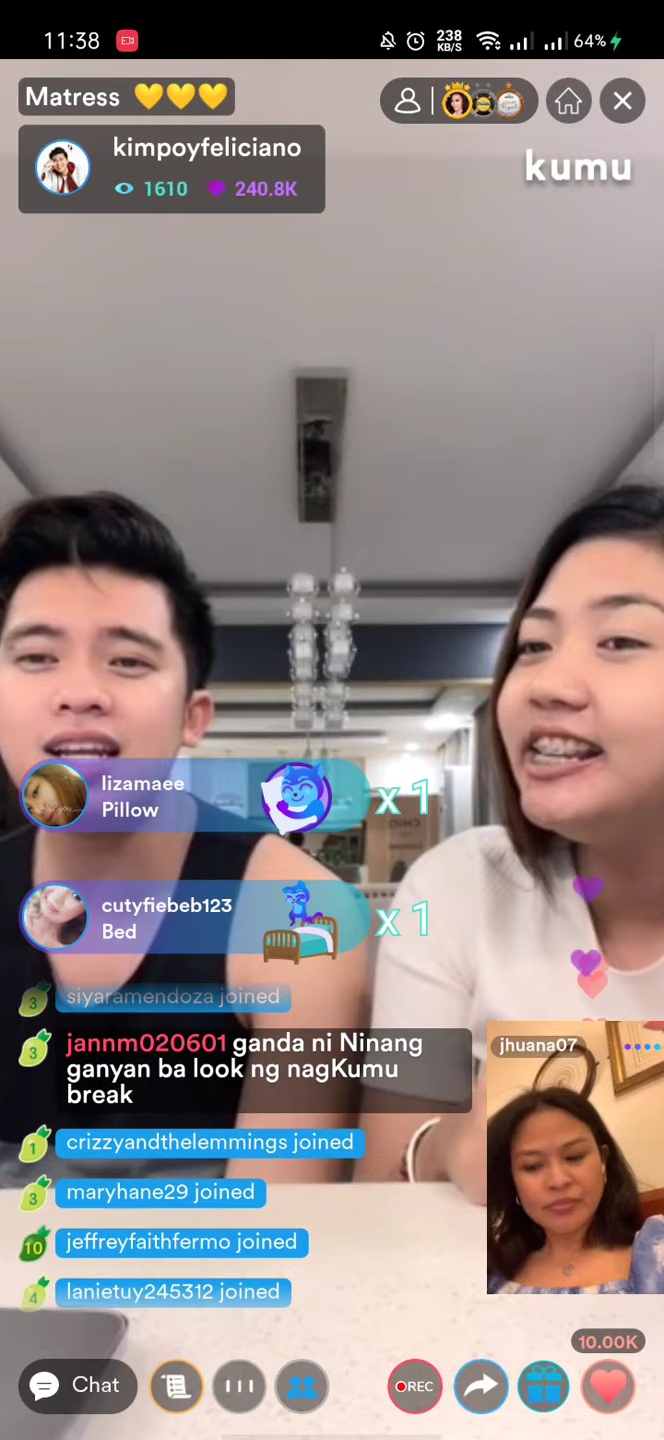 11:38
238
KB/S
64%
Matress 💛💛💛
kimpoyfeliciano
1610 240.8K
kumu
lizamaee
Pillow
x 1
cutyfiebeb123
Bed
x 1
3 siyaramendoza joined
3 jannm020601 ganda ni Ninang
ganyan ba look ng nagKumu
break
jhuana07
1 crizzyandthelemmings joined
3 maryhane29 joined
10 jeffreyfaithfermo joined
4 lanietuy245312 joined
10.00K
Chat
REC